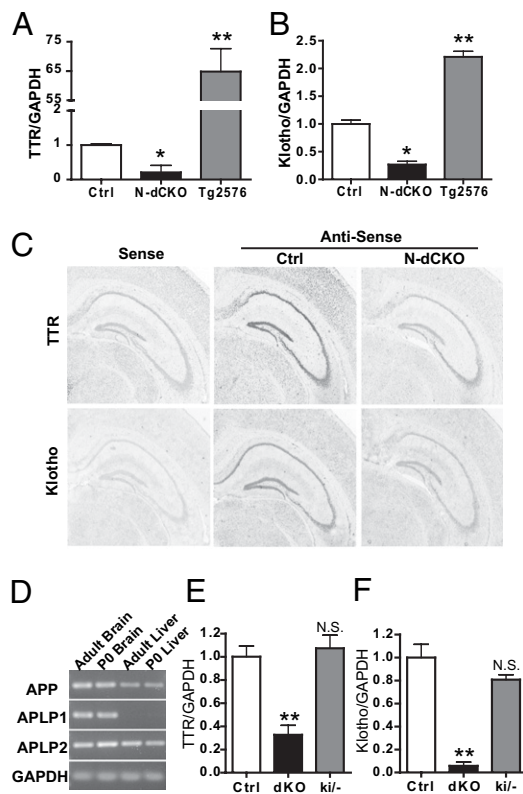 A
TTR/GAPDH
75
65
55
2
1
0
**
*
Ctrl N-dCKO Tg2576
B
Klotho/GAPDH
2.5
2.0
1.5
1.0
0.5
0.0
**
*
Ctrl N-dCKO Tg2576
C
Anti-Sense
Sense Ctrl N-dCKO
TTR
Klotho
D
Adult Brain
P0 Brain
Adult Liver
P0 Liver
APP
APLP1
APLP2
GAPDH
E
TTR/GAPDH
1.2
1.0
0.8
0.6
0.4
0.2
0.0
N.S.
**
Ctrl dKO ki/-
F
Klotho/GAPDH
1.2
1.0
0.8
0.6
0.4
0.2
0.0
N.S.
**
Ctrl dKO ki/-